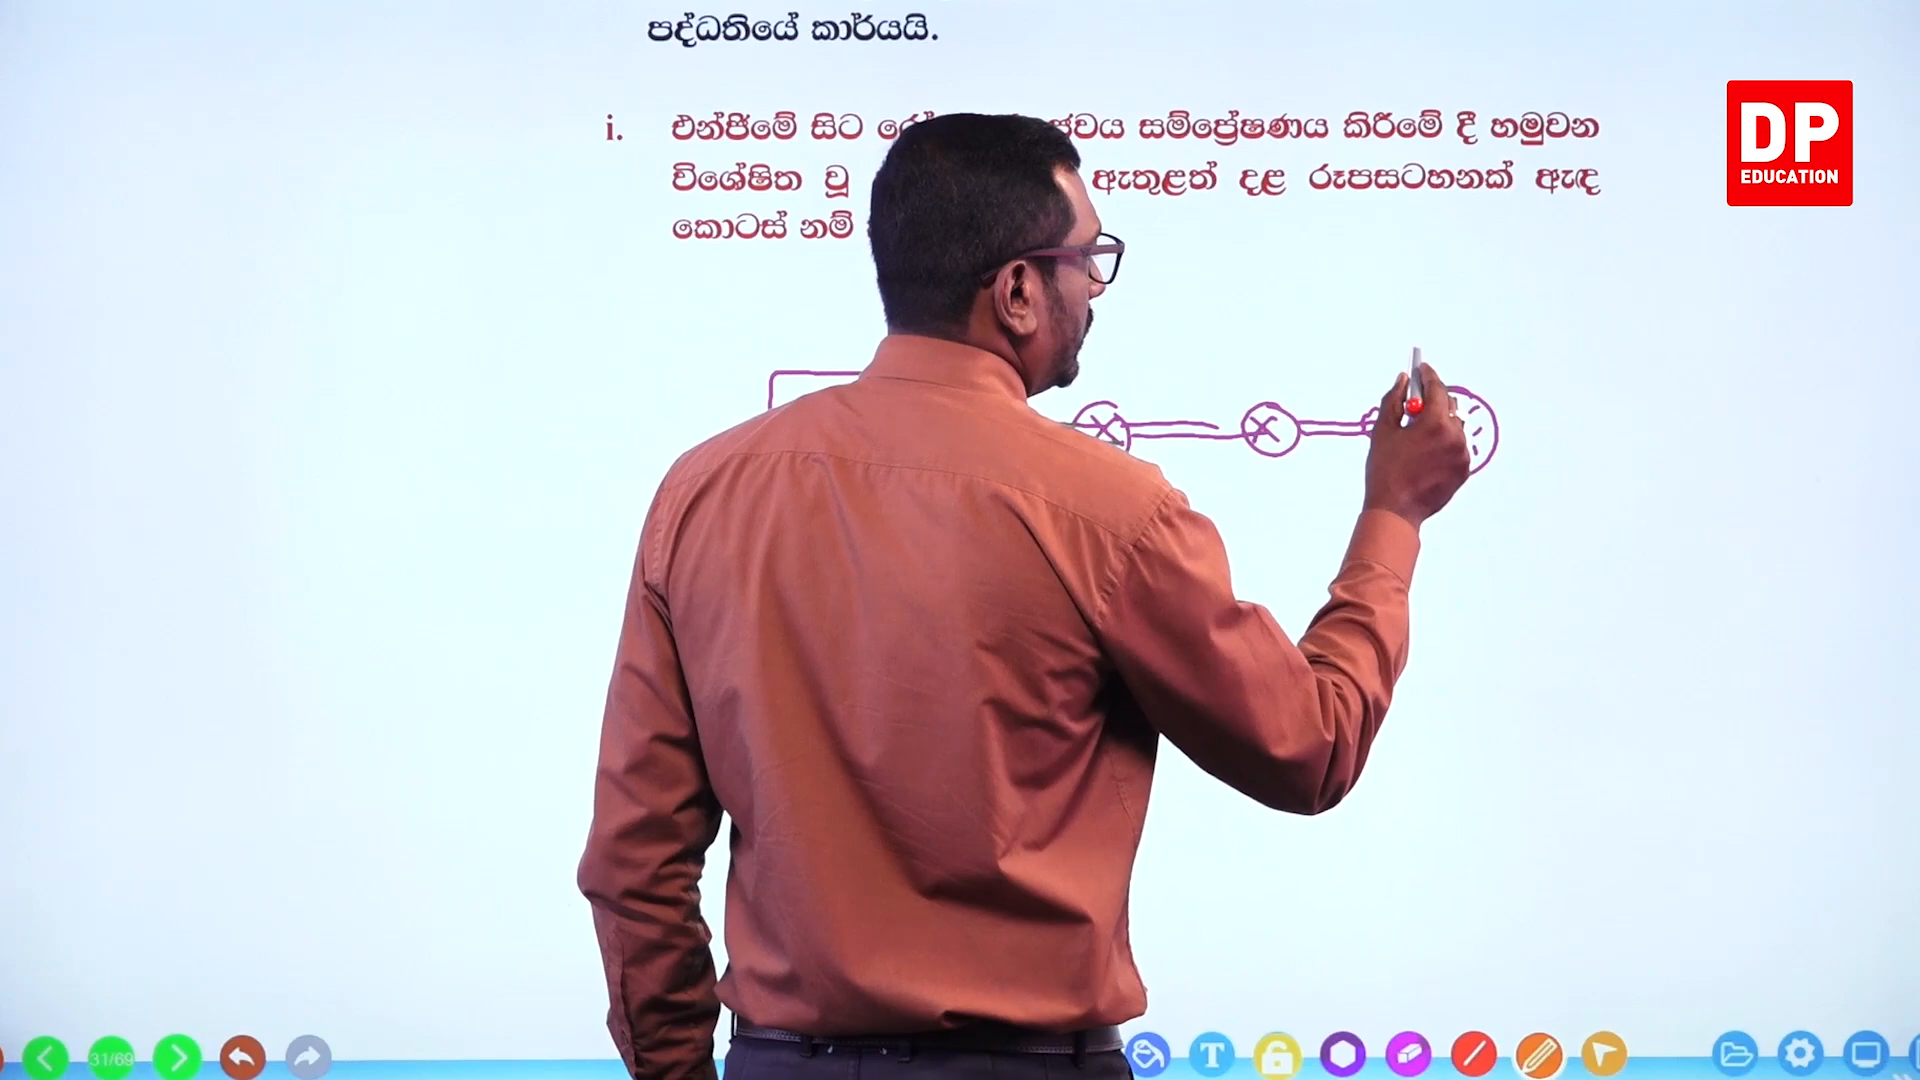 පද්ධතියේ කාර්යයි.
i. එන්ජිමේ සිට සම්ප්‍රේෂණය කිරීමේ දී හමුවන
විශේෂිත වූ ඇතුළත් දළ රූපසටහනක් ඇඳ
කොටස් නම්
DP
EDUCATION
31/69
T